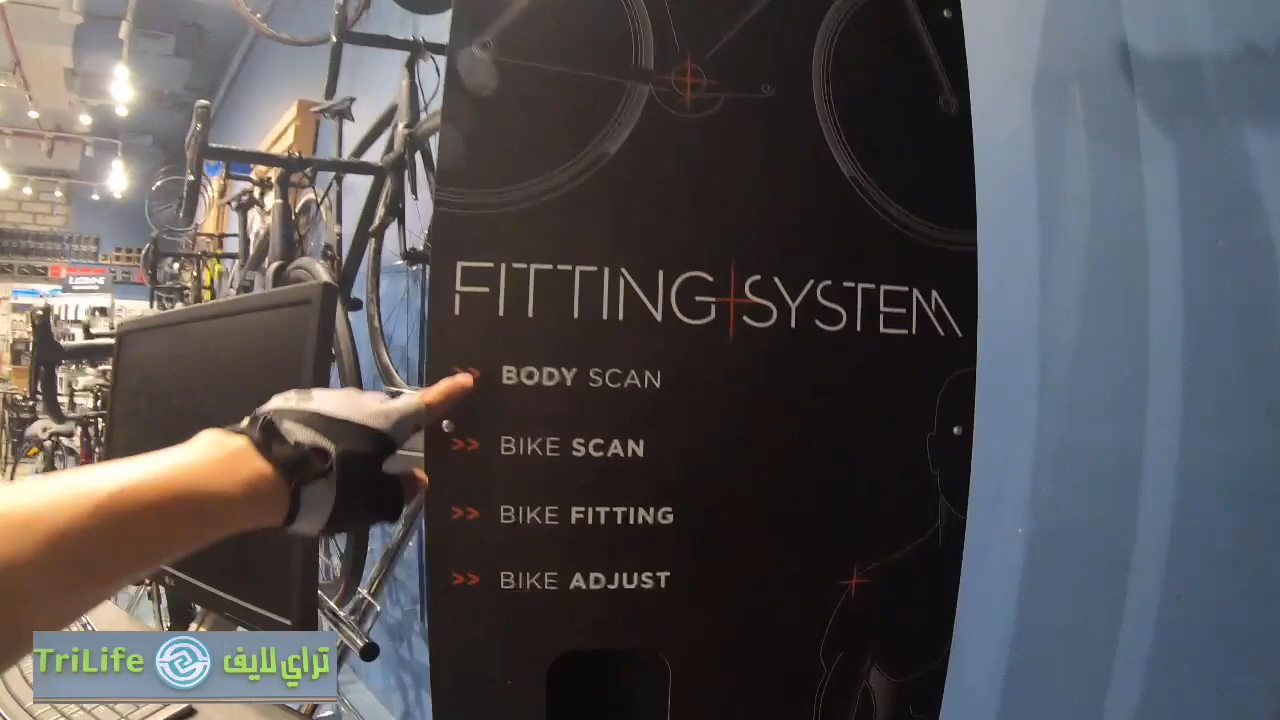 FITTING SYSTEM
>> BODY SCAN
>> BIKE SCAN
>> BIKE FITTING
>> BIKE ADJUST
TriLife تراي لايف